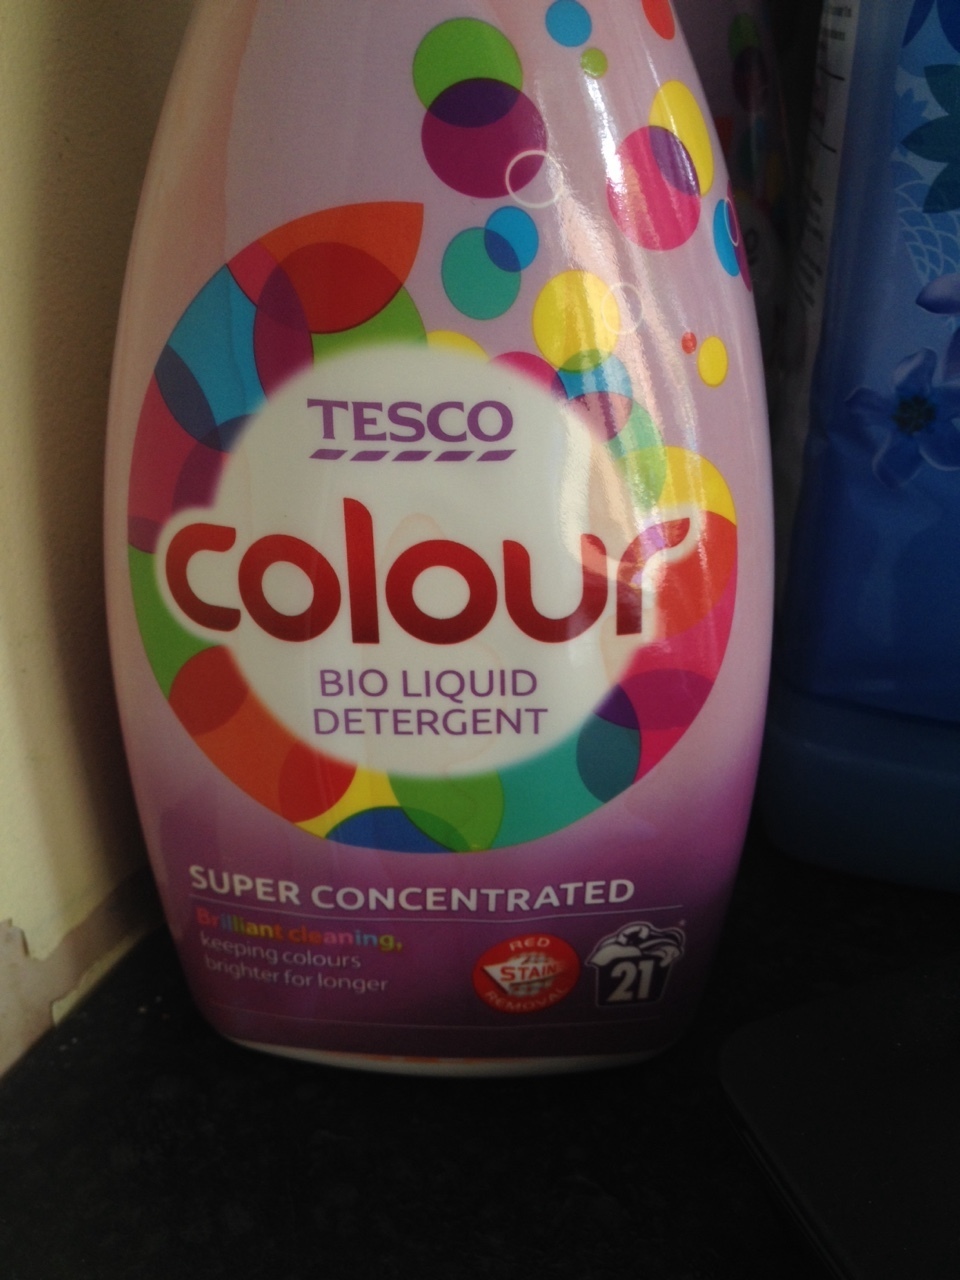 TESCO
colour
BIO LIQUID
DETERGENT
SUPER CONCENTRATED
Brilliant cleaning,
keeping colours
brighter for longer
RED
STAIN
REMOVAL
21